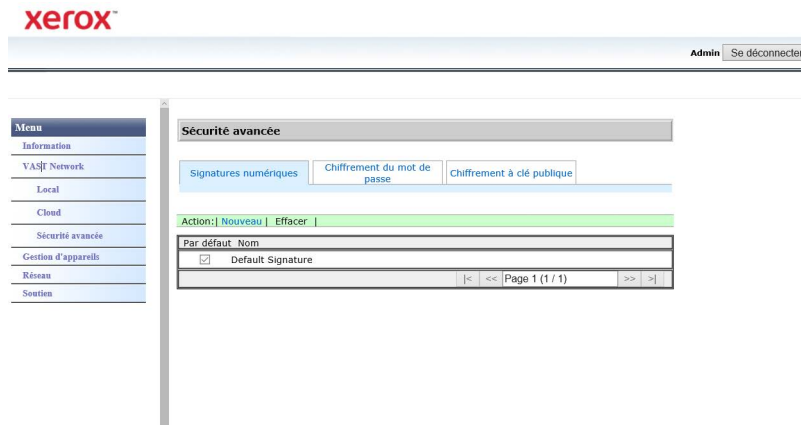 xerox™
Admin Se déconnecter
Menu
Information
VAST Network
Local
Cloud
Sécurité avancée
Gestion d'appareils
Réseau
Soutien
Sécurité avancée
Signatures numériques
Chiffrement du mot de
passe
Chiffrement à clé publique
Action:| Nouveau | Effacer |
Par défaut Nom
Default Signature
|< << Page 1 (1 / 1) >> >|